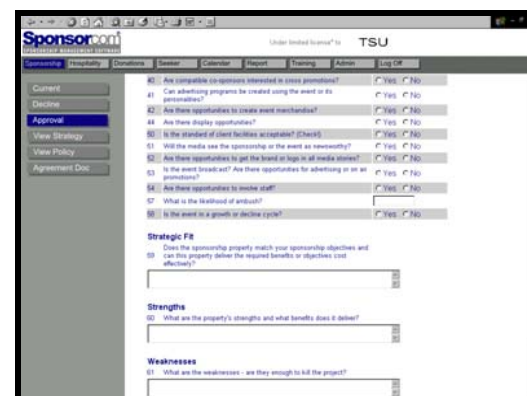 Sponsorcom
SPONSORSHIP MANAGEMENT SOFTWARE
Under limited license* to TSU
Sponsorship Hospitality Donations Seeker Calendar Report Training Admin Log Off
Current
Decline
Approval
View Strategy
View Policy
Agreement Doc
40 Are compatible co-sponsors interested in cross promotions? Yes No
41 Can advertising programs be created using the event or its
personalities? Yes No
42 Are there opportunities to create event merchandise? Yes No
44 Are there display opportunities? Yes No
50 Is the standard of client facilities acceptable? (Check!) Yes No
51 Will the media see the sponsorship or the event as newsworthy? Yes No
52 Are there opportunities to get the brand or logo in all media stories? Yes No
53 Is the event broadcast? Are there opportunities for advertising or on air
promotions? Yes No
54 Are there opportunities to involve staff? Yes No
57 What is the likelihood of ambush?
58 Is the event in a growth or decline cycle? Yes No
Strategic Fit
Does the sponsorship property match your sponsorship objectives and
59 can this property deliver the required benefits or objectives cost
effectively?
Strengths
60 What are the property's strengths and what benefits does it deliver?
Weaknesses
61 What are the weaknesses - are they enough to kill the project?